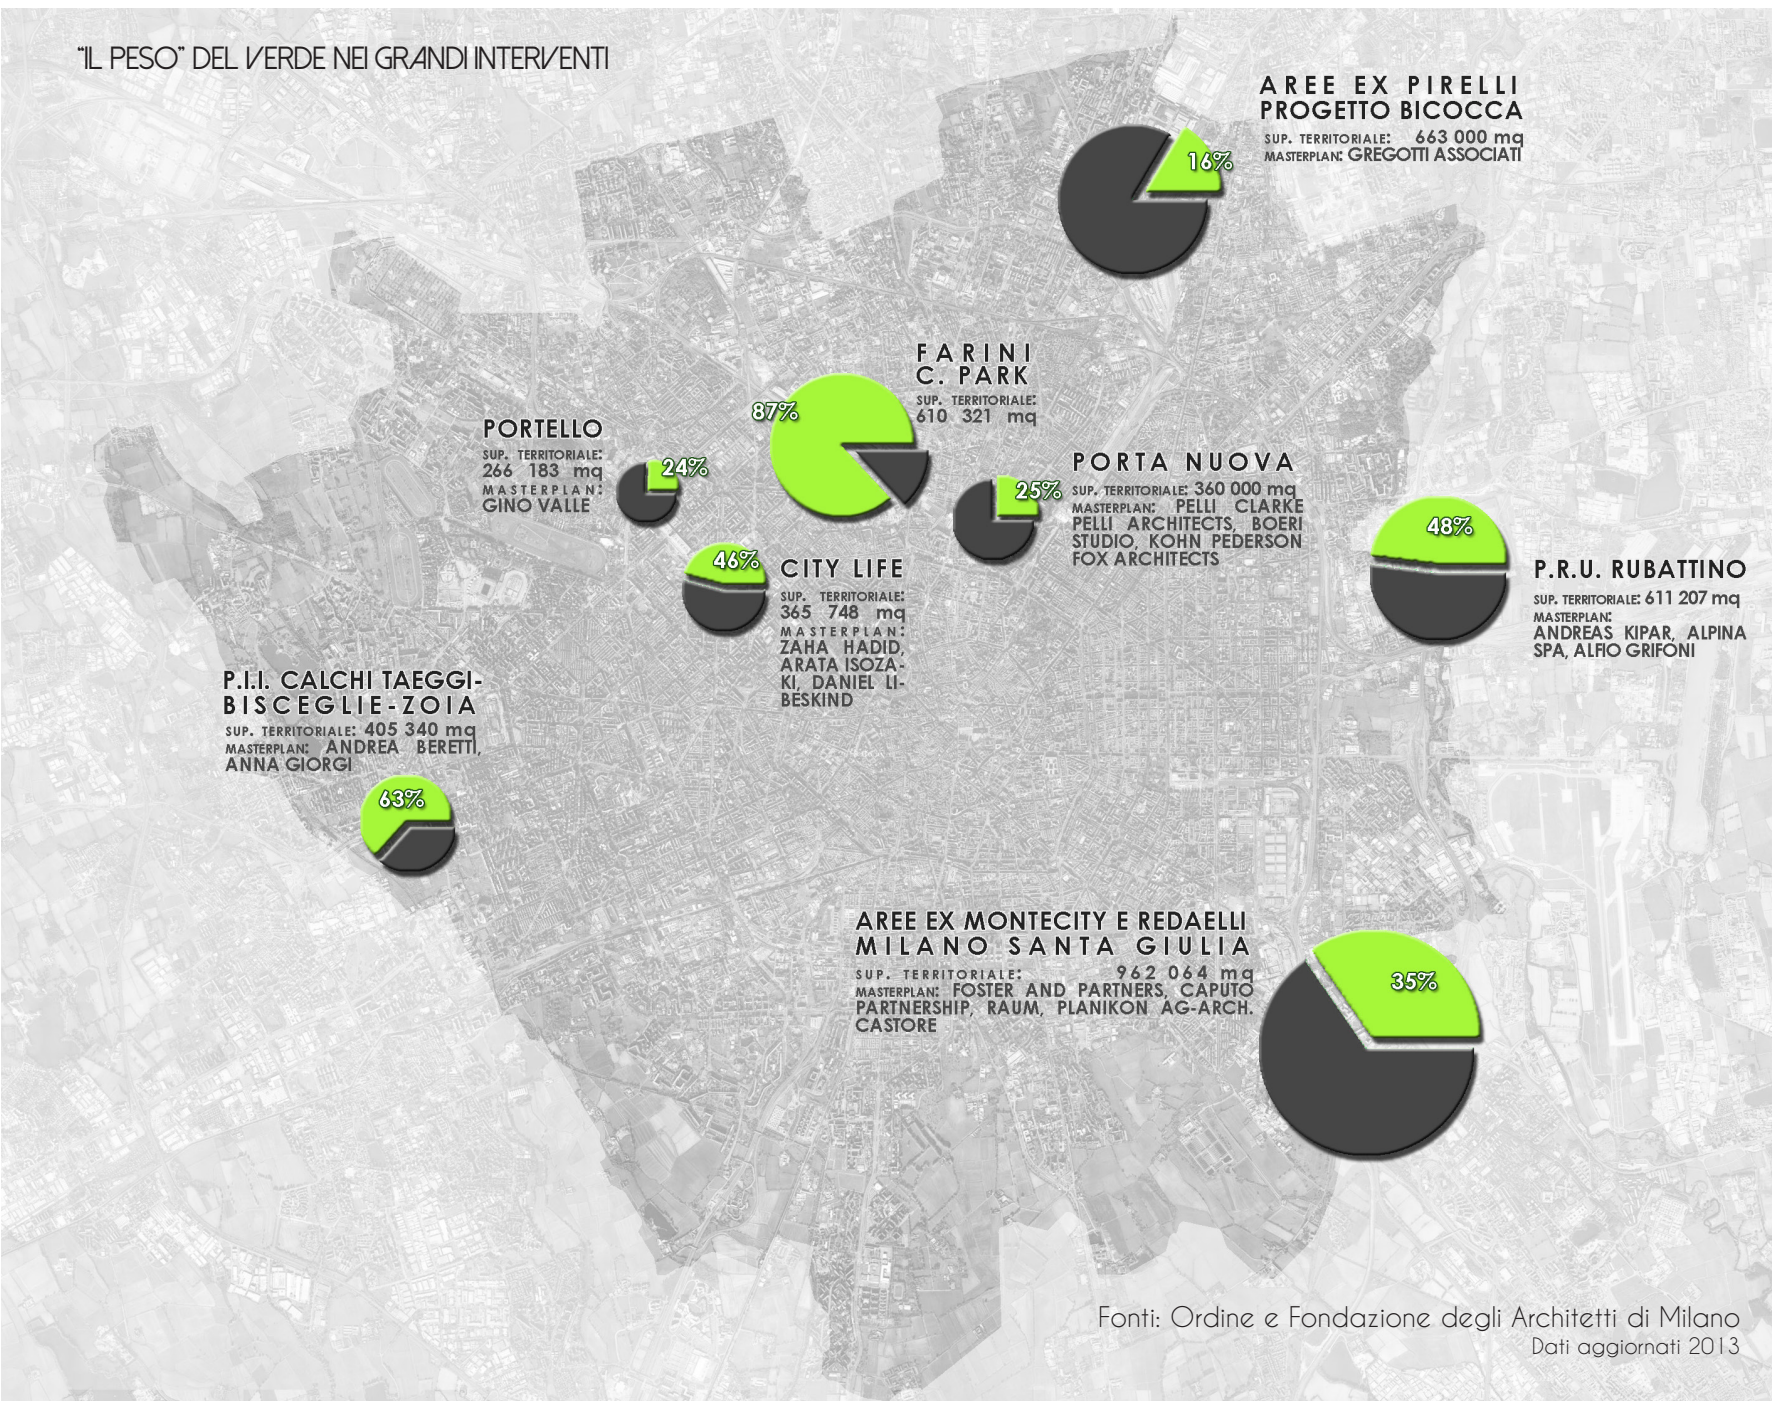 “IL PESO” DEL VERDE NEI GRANDI INTERVENTI
AREE EX PIRELLI
PROGETTO BICOCCA
SUP. TERRITORIALE: 663 000 mq
MASTERPLAN: GREGOTTI ASSOCIATI
16%
FARINI
C. PARK
SUP. TERRITORIALE:
610 321 mq
87%
PORTELLO
SUP. TERRITORIALE:
266 183 mq
MASTERPLAN:
GINO VALLE
24%
PORTA NUOVA
SUP. TERRITORIALE: 360 000 mq
MASTERPLAN: PELLI CLARKE
PELLI ARCHITECTS, BOERI
STUDIO, KOHN PEDERSON
FOX ARCHITECTS
25%
48%
P.R.U. RUBATTINO
SUP. TERRITORIALE: 611 207 mq
MASTERPLAN:
ANDREAS KIPAR, ALPINA
SPA, ALFIO GRIFONI
46%
CITY LIFE
SUP. TERRITORIALE:
365 748 mq
MASTERPLAN:
ZAHA HADID,
ARATA ISOZA-
KI, DANIEL LI-
BESKIND
P.I.I. CALCHI TAEGGI-
BISCEGLIE-ZOIA
SUP. TERRITORIALE: 405 340 mq
MASTERPLAN: ANDREA BERETTI,
ANNA GIORGI
63%
AREE EX MONTECITY E REDAELLI
MILANO SANTA GIULIA
SUP. TERRITORIALE: 962 064 mq
MASTERPLAN: FOSTER AND PARTNERS, CAPUTO
PARTNERSHIP, RAUM, PLANIKON AG-ARCH.
CASTORE
35%
Fonti: Ordine e Fondazione degli Architetti di Milano
Dati aggiornati 2013